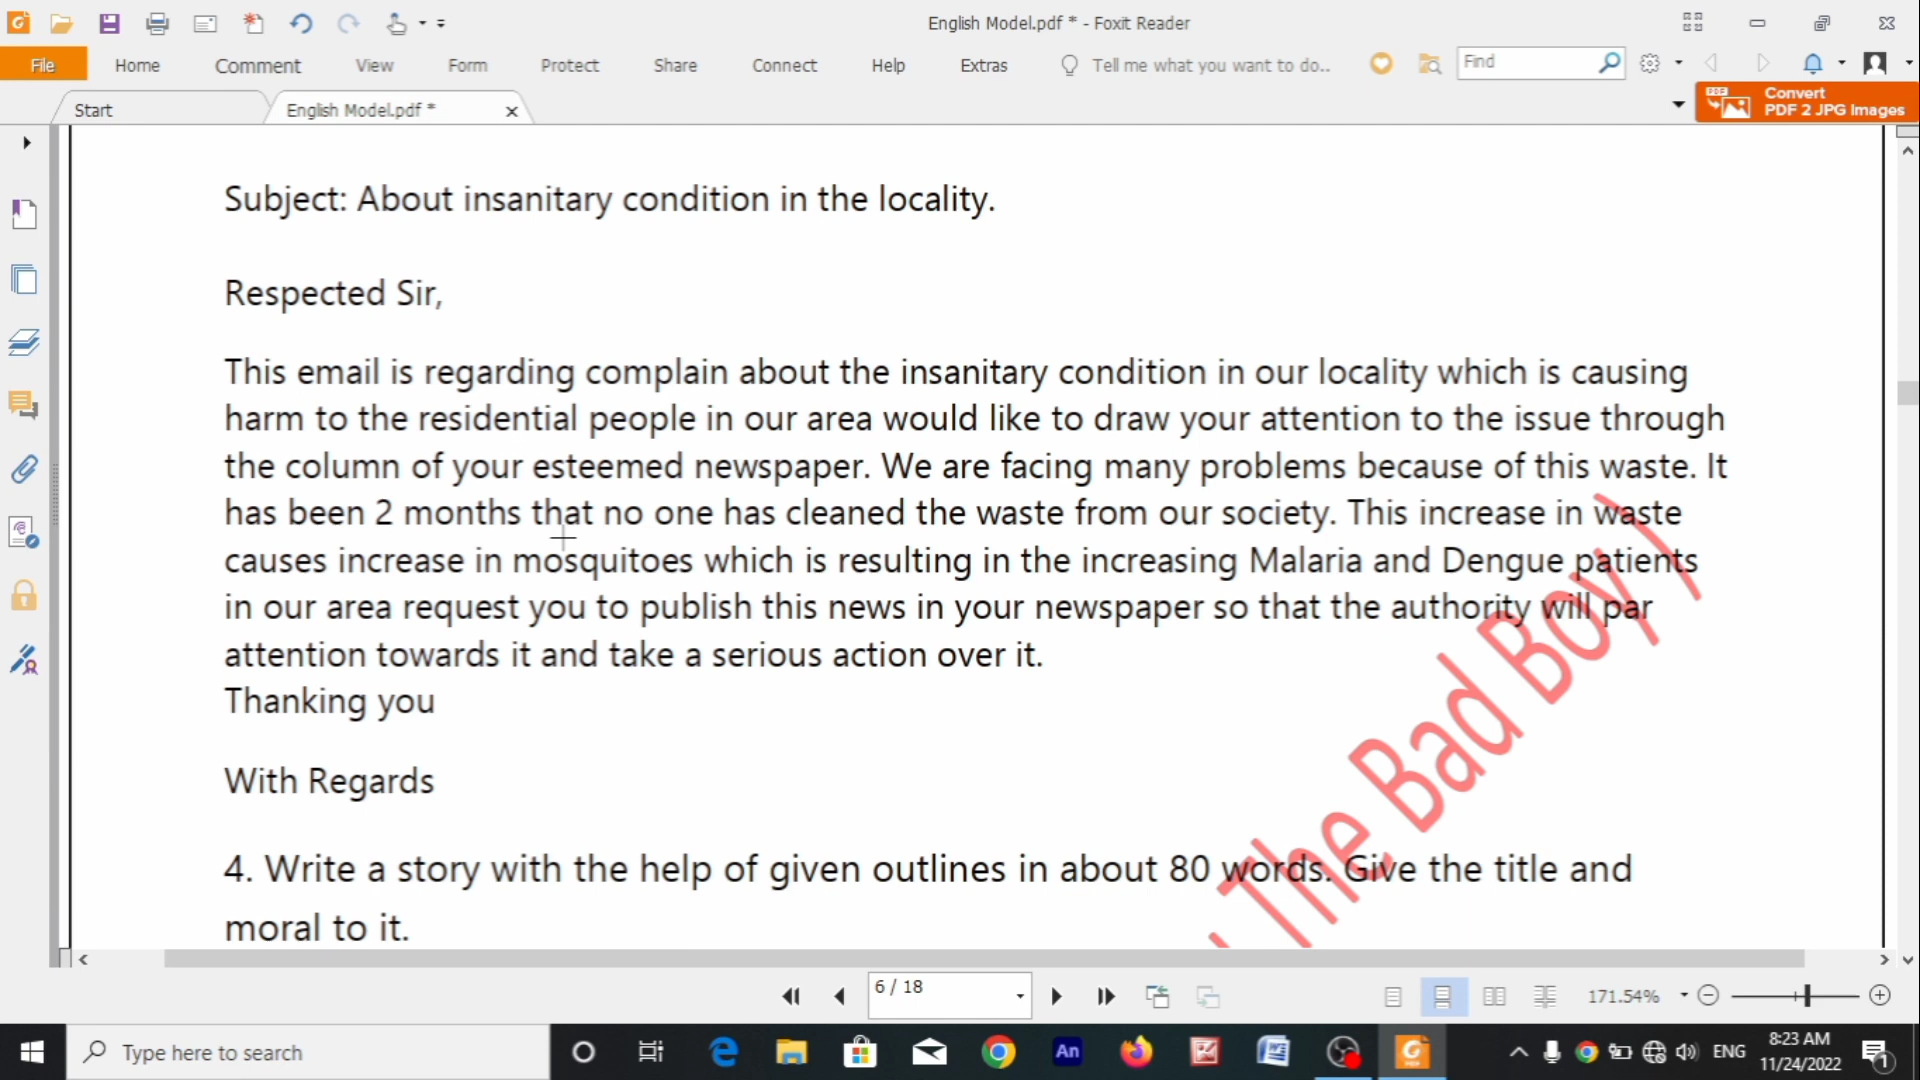 English Model.pdf * - Foxit Reader
File Home Comment View Form Protect Share Connect Help Extras Tell me what you want to do.. Find
Start English Model.pdf * Convert
PDF 2 JPG Images
Subject: About insanitary condition in the locality.
Respected Sir,
This email is regarding complain about the insanitary condition in our locality which is causing
harm to the residential people in our area would like to draw your attention to the issue through
the column of your esteemed newspaper. We are facing many problems because of this waste. It
has been 2 months that no one has cleaned the waste from our society. This increase in waste
causes increase in mosquitoes which is resulting in the increasing Malaria and Dengue patients
in our area request you to publish this news in your newspaper so that the authority will par
attention towards it and take a serious action over it.
Thanking you
With Regards
4. Write a story with the help of given outlines in about 80 words. Give the title and
moral to it.
The Bad Boy )
6 / 18 171.54%
Type here to search An ENG 8:23 AM
11/24/2022 1